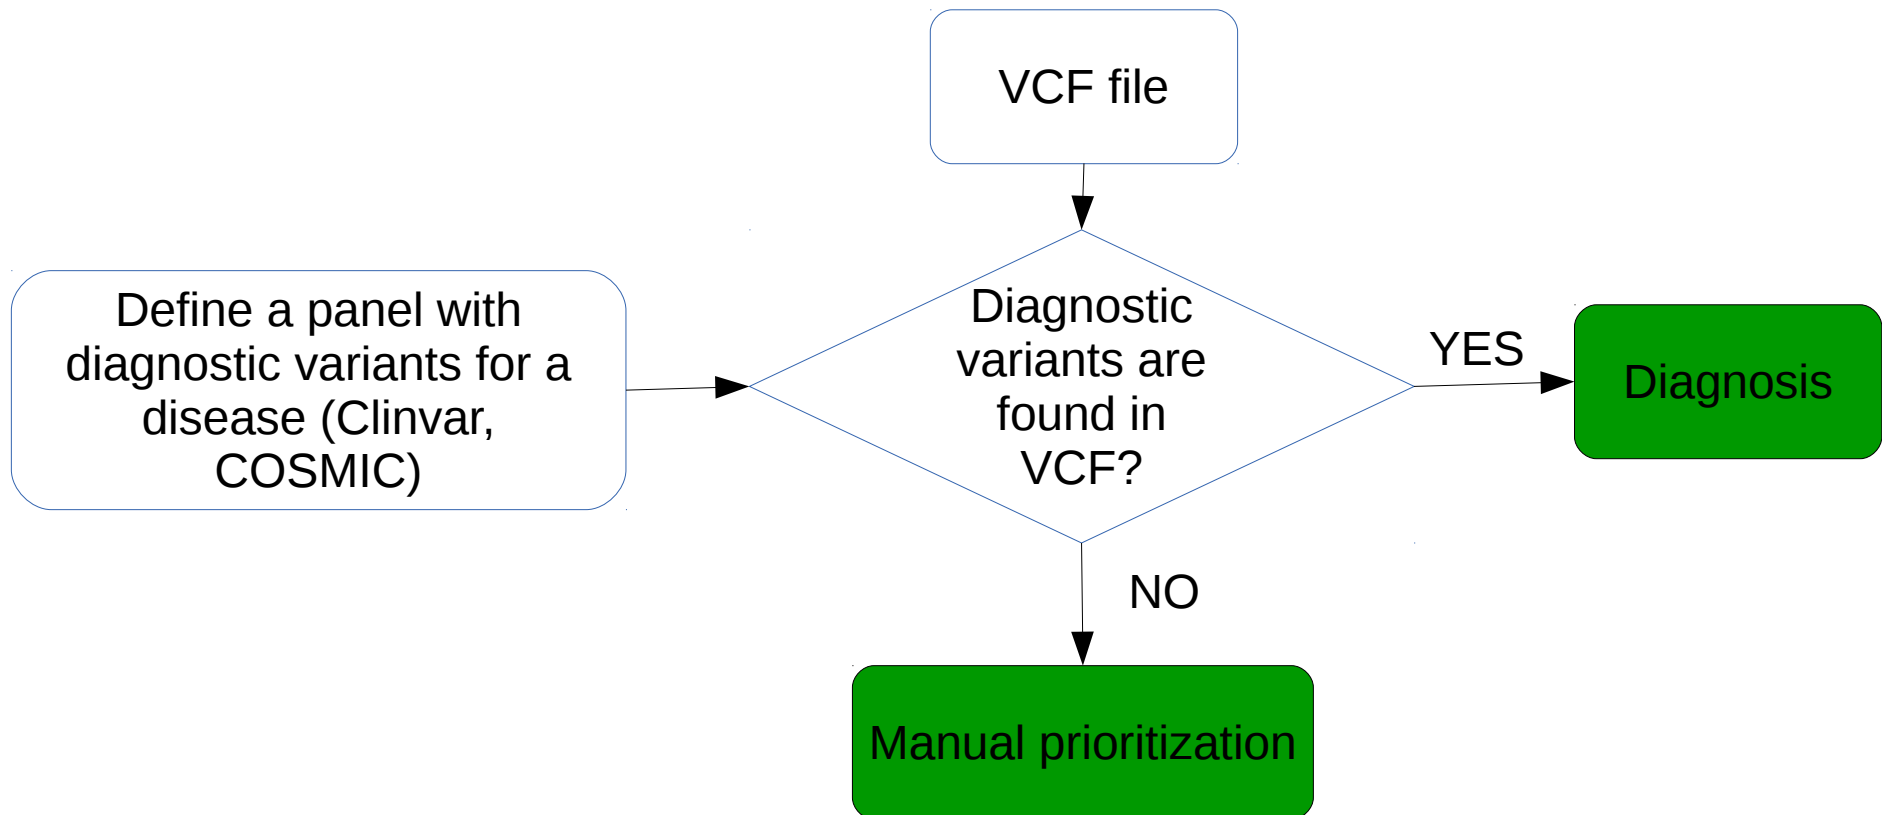 VCF file
Define a panel with
diagnostic variants for a
disease (Clinvar,
COSMIC)
Diagnostic
variants are
found in
VCF?
YES
Diagnosis
NO
Manual prioritization